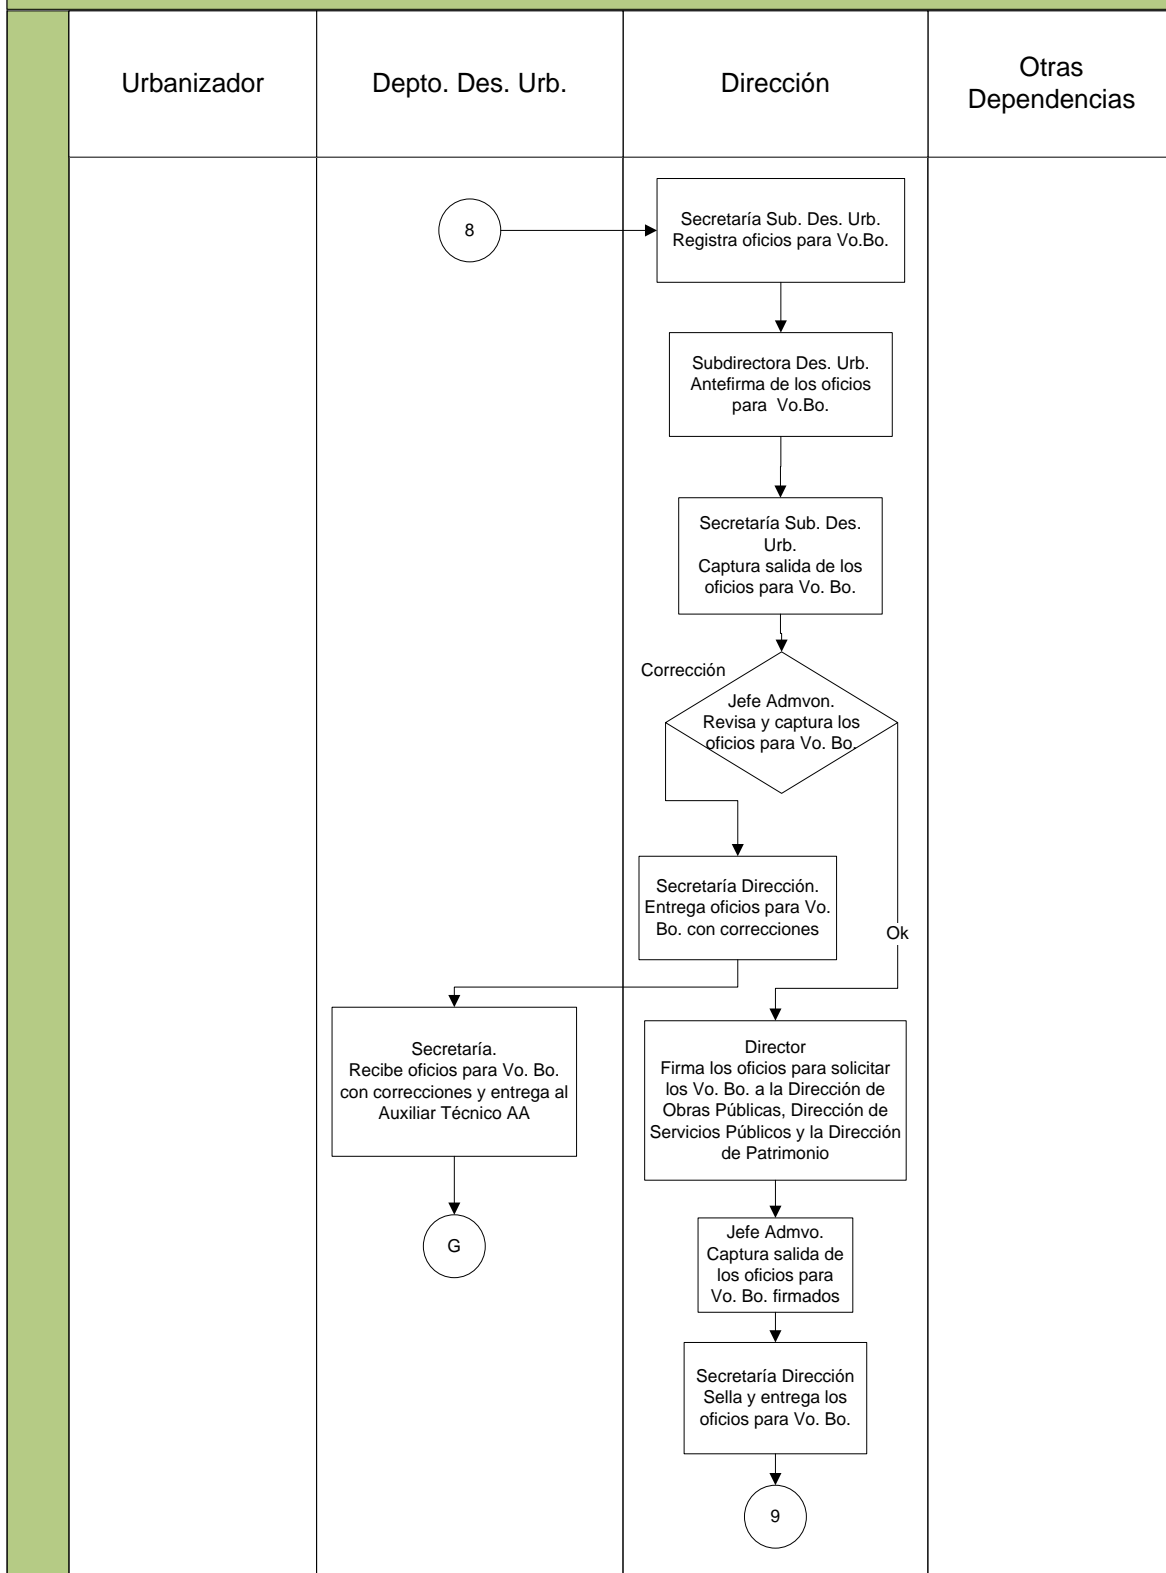 Urbanizador
Depto. Des. Urb.
Dirección
Otras
Dependencias
8
Secretaría Sub. Des. Urb.
Registra oficios para Vo.Bo.
Subdirectora Des. Urb.
Antefirma de los oficios
para Vo.Bo.
Secretaría Sub. Des.
Urb.
Captura salida de los
oficios para Vo. Bo.
Corrección
Jefe Admvon.
Revisa y captura los
oficios para Vo. Bo.
Secretaría Dirección.
Entrega oficios para Vo.
Bo. con correcciones
Ok
Secretaría.
Recibe oficios para Vo. Bo.
con correcciones y entrega al
Auxiliar Técnico AA
Director
Firma los oficios para solicitar
los Vo. Bo. a la Dirección de
Obras Públicas, Dirección de
Servicios Públicos y la Dirección
de Patrimonio
G
Jefe Admvo.
Captura salida de
los oficios para
Vo. Bo. firmados
Secretaría Dirección
Sella y entrega los
oficios para Vo. Bo.
9